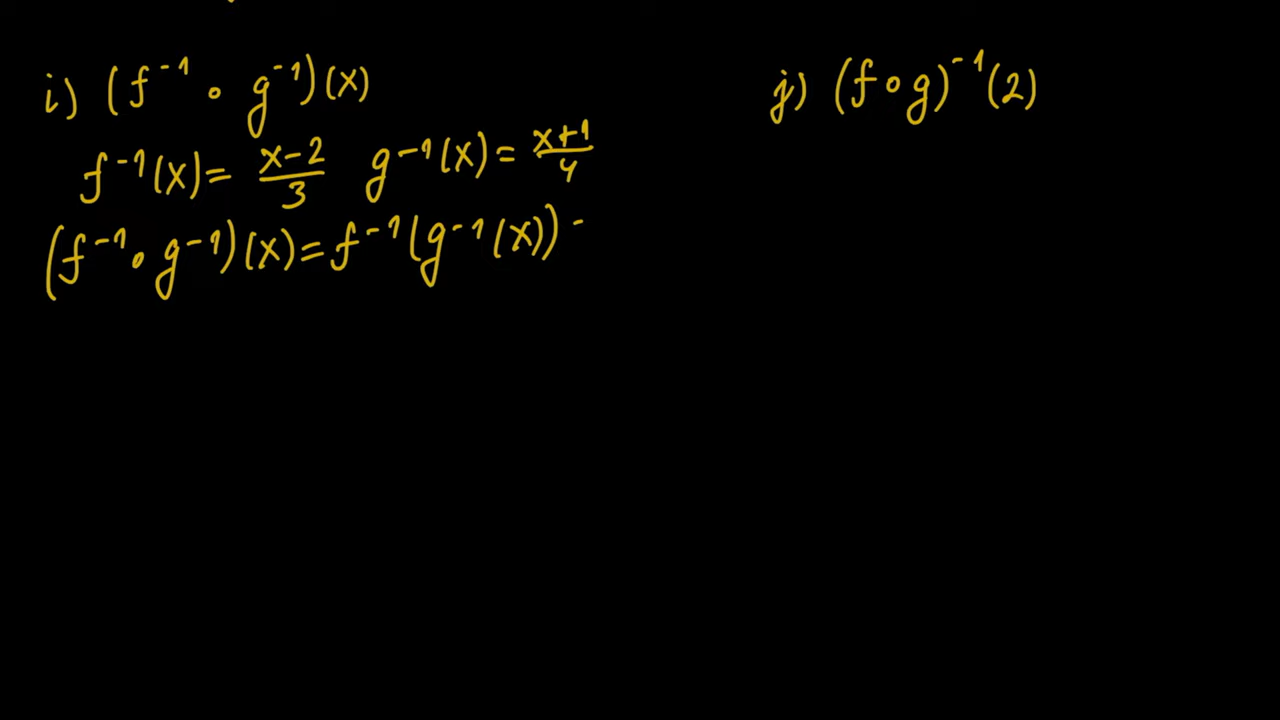 i) (f⁻¹ ∘ g⁻¹)(x)
f⁻¹(x) = (x-2)/3   g⁻¹(x) = (x+1)/4
(f⁻¹ ∘ g⁻¹)(x) = f⁻¹(g⁻¹(x)) -
j) (f ∘ g)⁻¹(2)